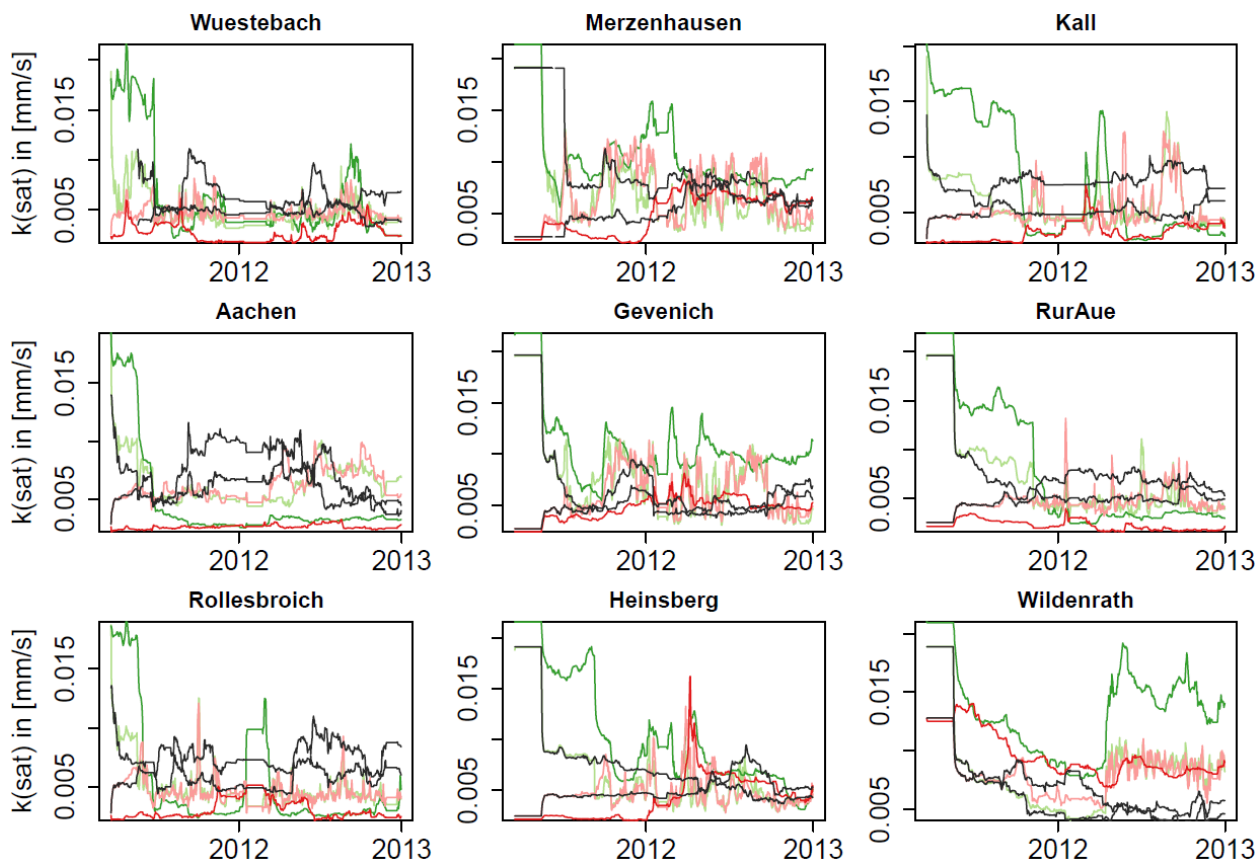 Wuestebach Merzenhausen Kall
k(sat) in [mm/s]
0.005 0.015 0.005 0.015 0.005 0.015
2012 2013 2012 2013 2012 2013
Aachen Gevenich RurAue
k(sat) in [mm/s]
0.005 0.015 0.005 0.015 0.005 0.015
2012 2013 2012 2013 2012 2013
Rollesbroich Heinsberg Wildenrath
k(sat) in [mm/s]
0.005 0.015 0.005 0.015 0.005 0.015
2012 2013 2012 2013 2012 2013